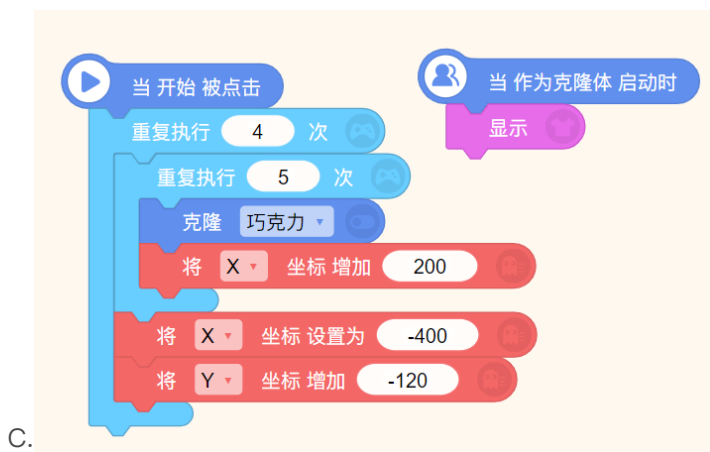 当 开始 被点击
重复执行 4 次
重复执行 5 次
克隆 巧克力
将 X 坐标 增加 200
将 X 坐标 设置为 -400
将 Y 坐标 增加 -120
当 作为克隆体 启动时
显示
C.